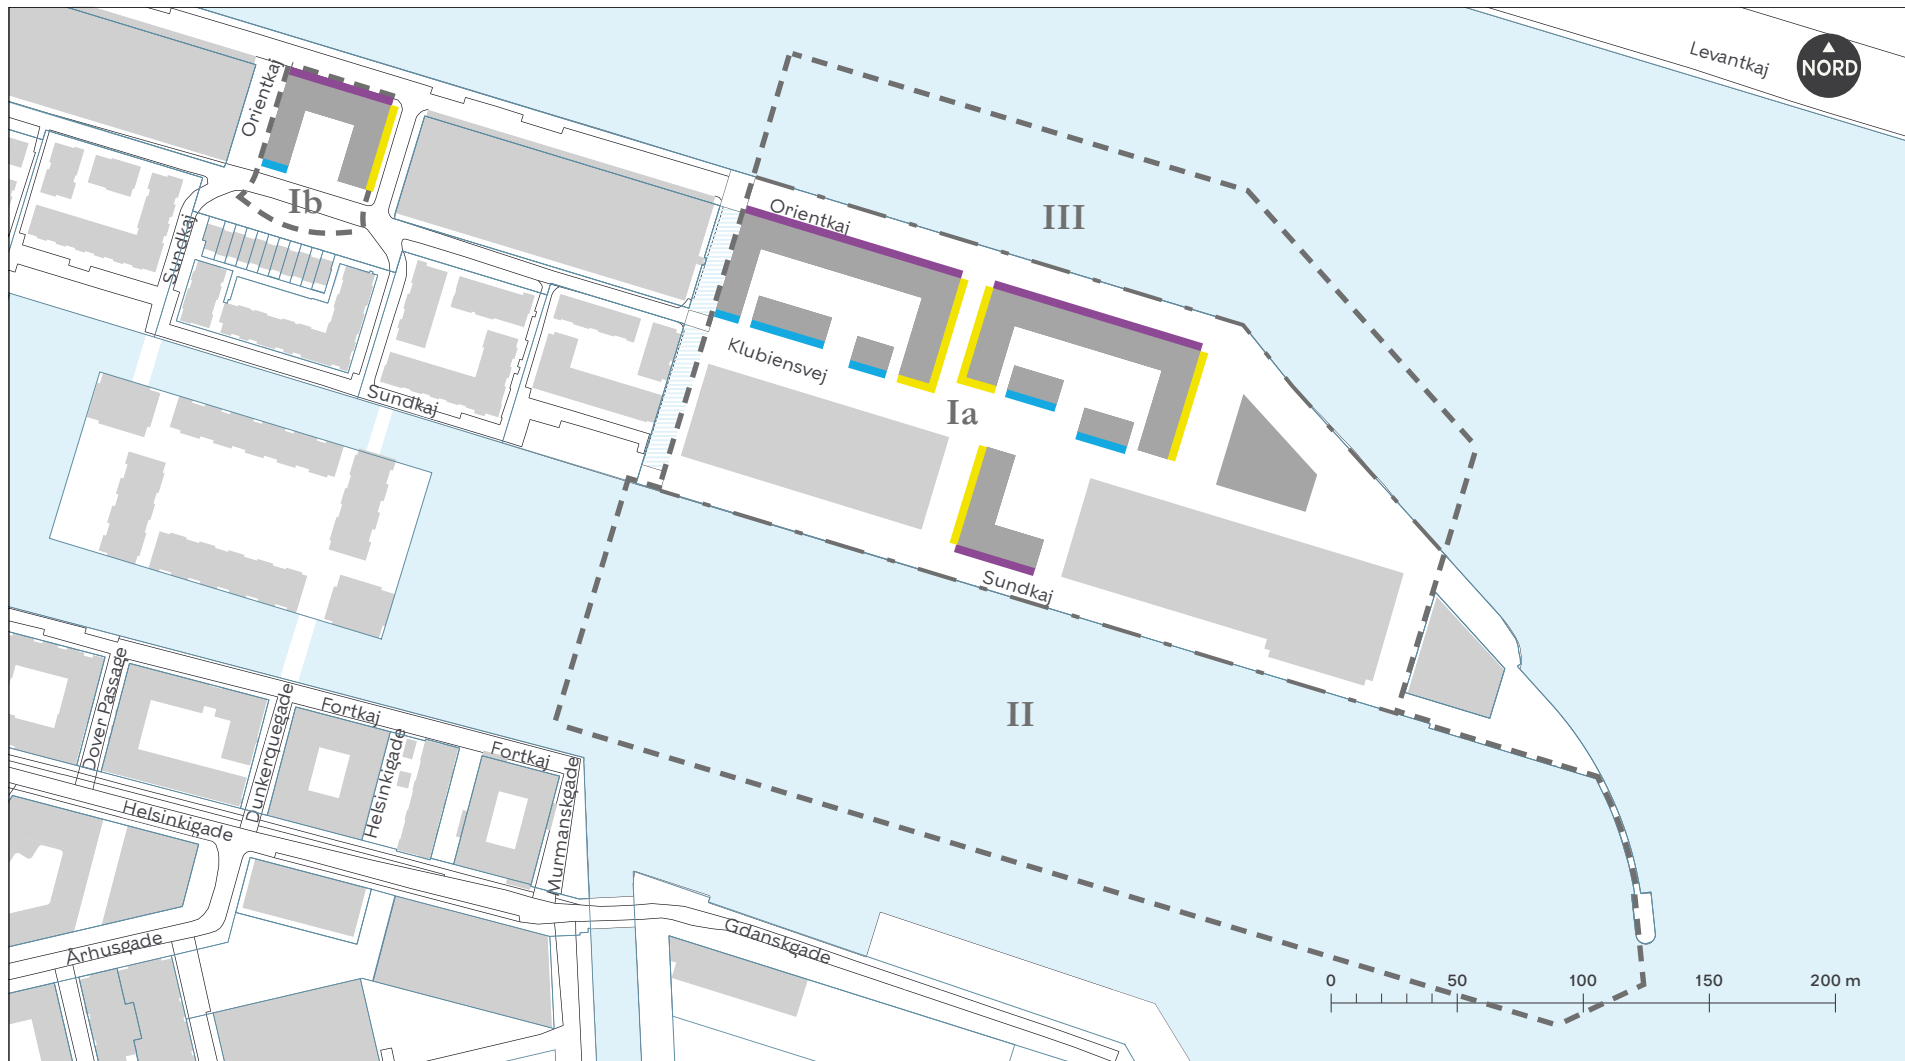 Levantkaj
NORD
Orientkaj
Ib
Orientkaj
III
Sundkaj
Klubiensvej
Sundkaj
Ia
Sundkaj
II
Dover Passage
Dunkerquegade
Fortkaj
Helsinkigade
Fortkaj
Murmanskgade
Helsinkigade
Århusgade
Gdanskgade
0 50 100 150 200 m